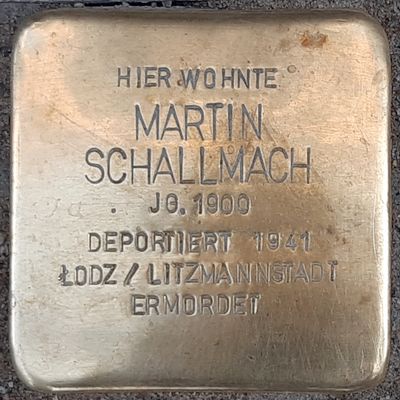 HIER WOHNTE
MARTIN
SCHALLMACH
JG. 1900
DEPORTIERT 1941
ŁODZ / LITZMANNSTADT
ERMORDET